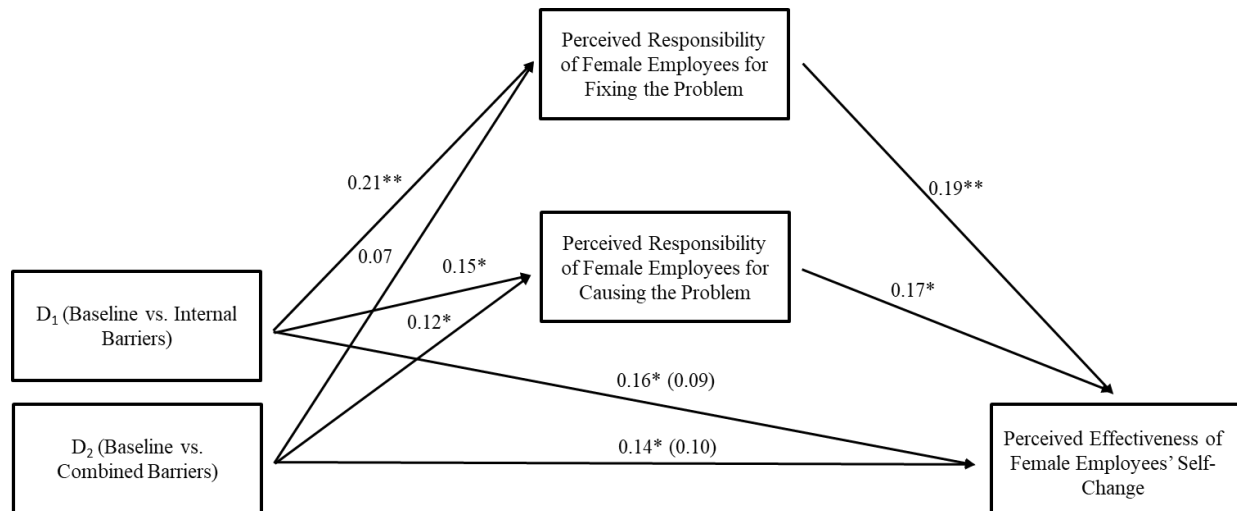 Perceived Responsibility
of Female Employees for
Fixing the Problem
0.21**
0.19**
0.07
Perceived Responsibility
of Female Employees for
Causing the Problem
0.15*
0.17*
0.12*
D₁ (Baseline vs. Internal
Barriers)
0.16* (0.09)
D₂ (Baseline vs.
Combined Barriers)
0.14* (0.10)
Perceived Effectiveness of
Female Employees’ Self-
Change